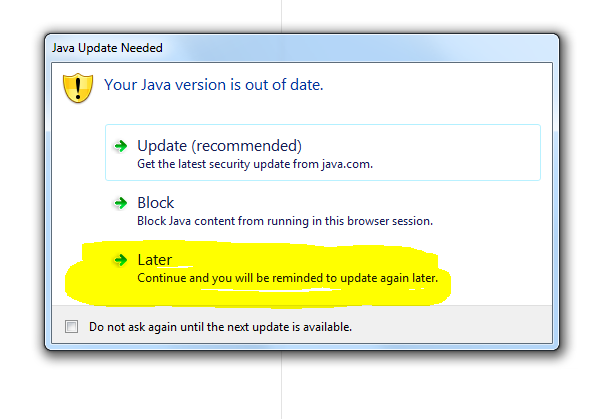 Java Update Needed
Your Java version is out of date.
Update (recommended)
Get the latest security update from java.com.
Block
Block Java content from running in this browser session.
Later
Continue and you will be reminded to update again later.
Do not ask again until the next update is available.